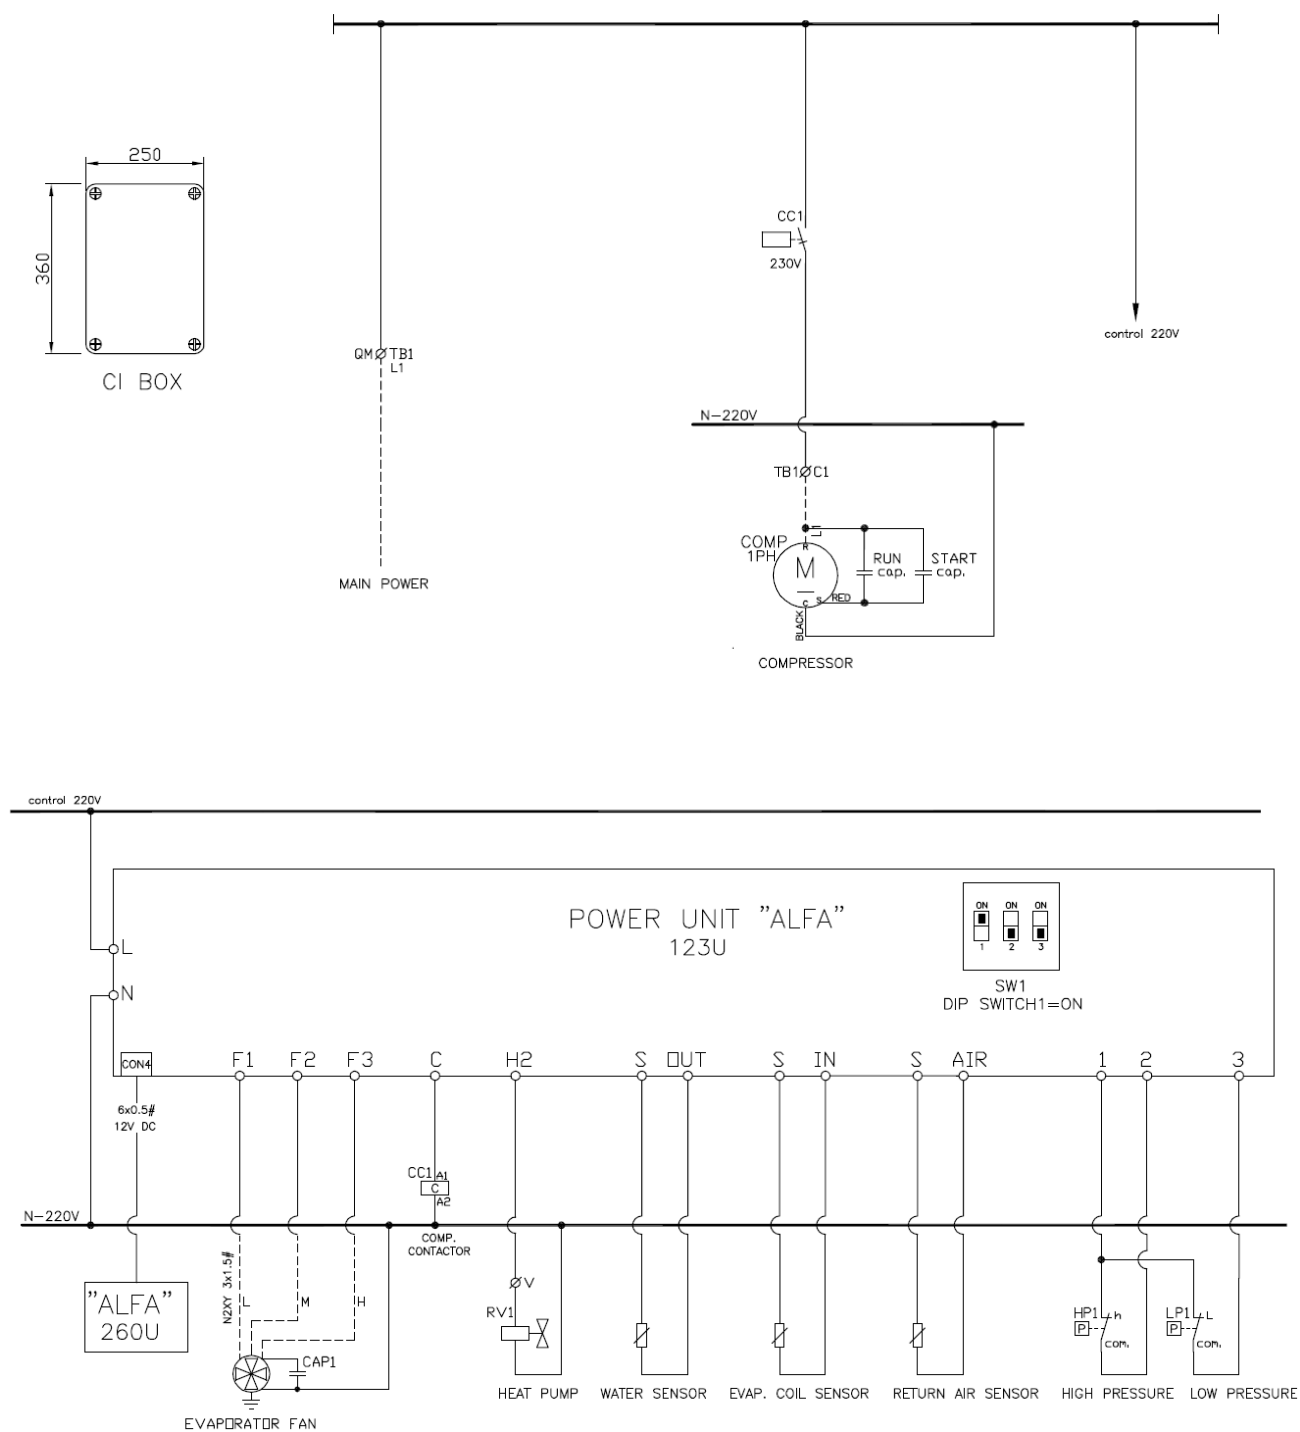 250
360
CI BOX
QM TB1
L1
MAIN POWER
CC1
230V
control 220V
N-220V
TB1 C1
L1
COMP
1PH
R
M
C
S
RED
BLACK
RUN
cap.
START
cap.
COMPRESSOR
control 220V
POWER UNIT "ALFA"
123U
ON ON ON
1 2 3
SW1
DIP SWITCH1=ON
L
N
CON4 F1 F2 F3 C H2 S OUT S IN S AIR 1 2 3
6x0.5#
12V DC
CC1 A1
C
A2
N-220V
COMP.
CONTACTOR
N2XY 3x1.5#
L M H
V
"ALFA"
260U
RV1
HP1 h
P
com.
LP1 L
P
com.
CAP1
HEAT PUMP WATER SENSOR EVAP. COIL SENSOR RETURN AIR SENSOR HIGH PRESSURE LOW PRESSURE
EVAPORATOR FAN